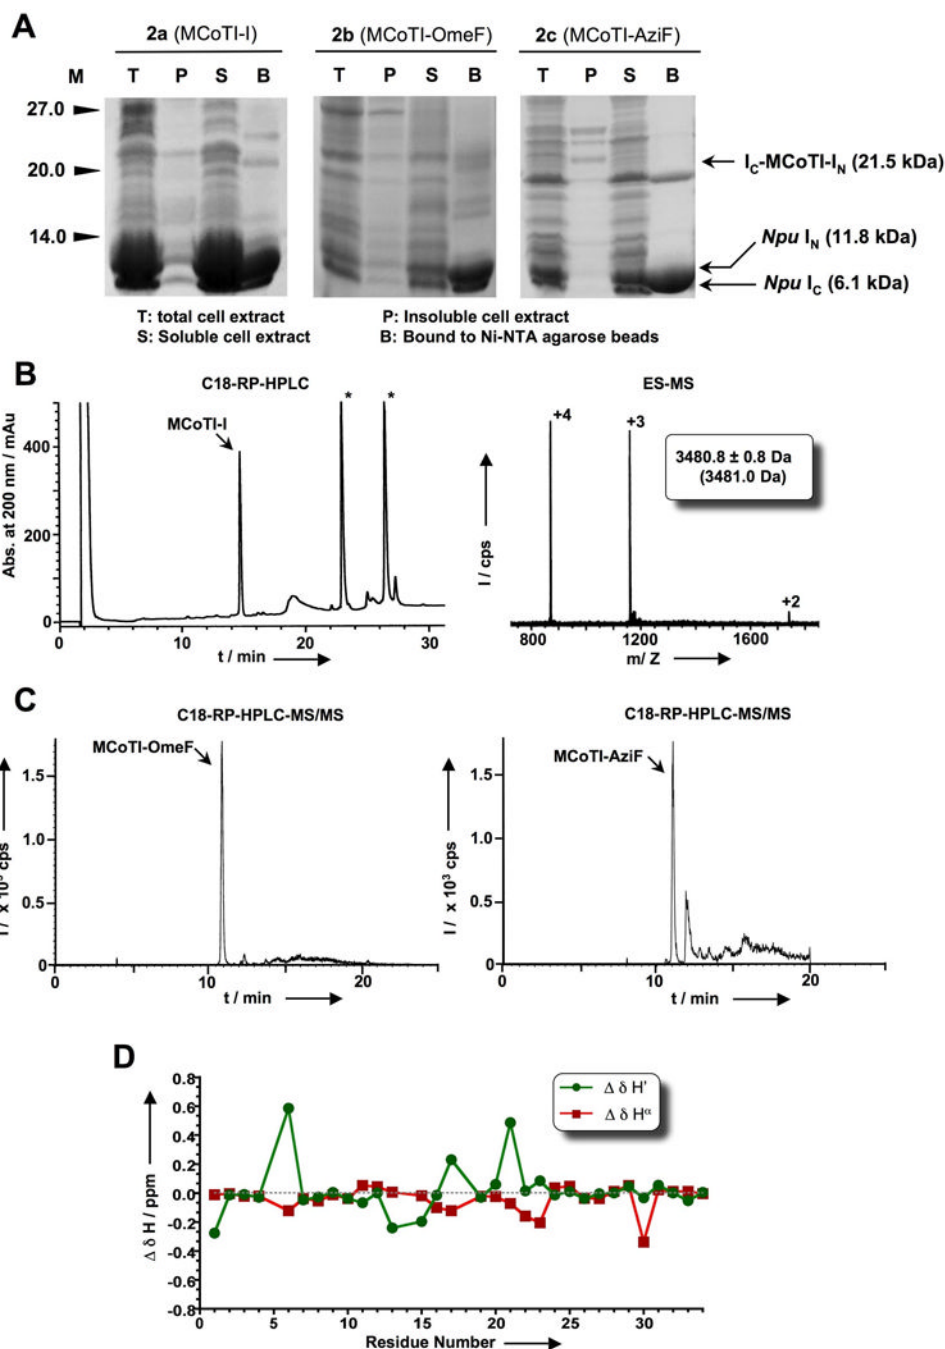 A
2a (MCoTI-I)
2b (MCoTI-OmeF)
2c (MCoTI-AziF)
M T P S B T P S B T P S B
27.0
20.0
14.0
I_C-MCoTI-I_N (21.5 kDa)
Npu I_N (11.8 kDa)
Npu I_C (6.1 kDa)
T: total cell extract
P: Insoluble cell extract
S: Soluble cell extract
B: Bound to Ni-NTA agarose beads
B
C18-RP-HPLC
MCoTI-I
*
*
Abs. at 200 nm / mAu
400
200
0
0 10 20 30
t / min
ES-MS
+4
+3
3480.8 ± 0.8 Da
(3481.0 Da)
+2
I / cps
800 1200 1600
m/ Z
C
C18-RP-HPLC-MS/MS
MCoTI-OmeF
I / x 10³ cps
1.5
1.0
0.5
0
0 10 20
t / min
C18-RP-HPLC-MS/MS
MCoTI-AziF
I / x 10³ cps
1.5
1.0
0.5
0
0 10 20
t / min
D
Δ δ H / ppm
0.8
0.6
0.4
0.2
0.0
-0.2
-0.4
-0.6
-0.8
Δ δ H'
Δ δ Hᵅ
0 5 10 15 20 25 30
Residue Number